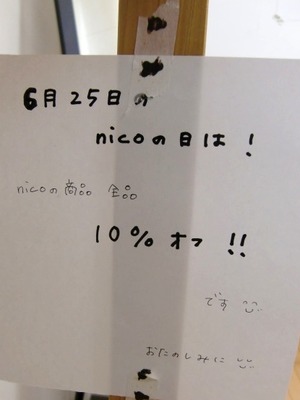 6月25日の
nicoの日は!
nicoの商品 全品
10%オフ!!
です
おたのしみに